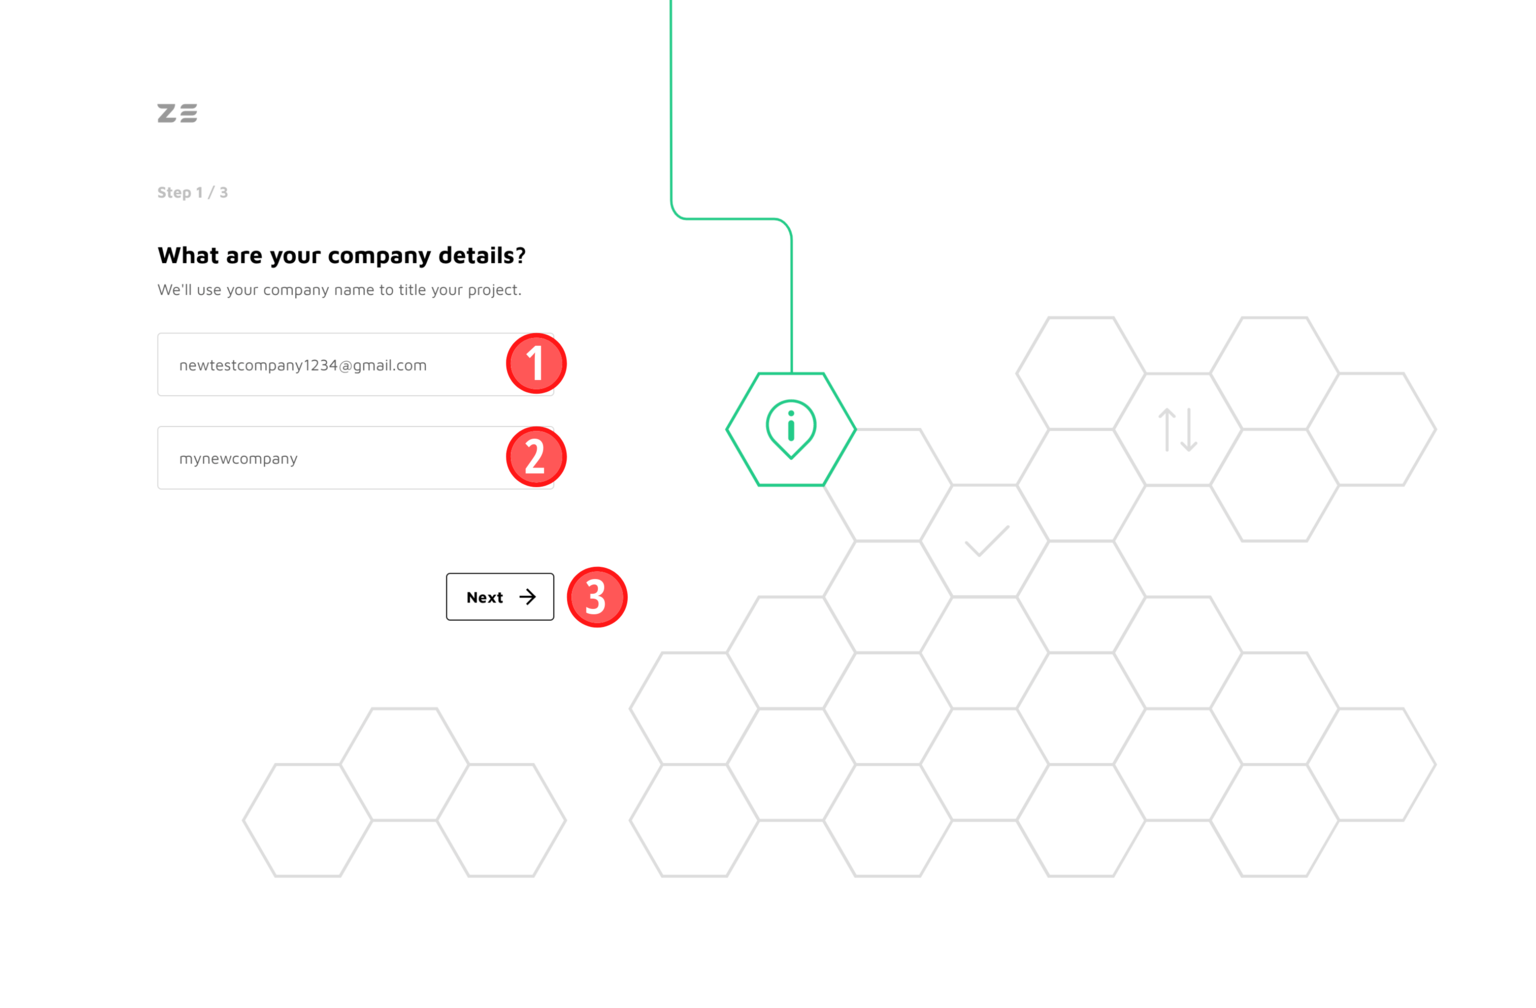 ZE
Step 1 / 3
What are your company details?
We'll use your company name to title your project.
newtestcompany1234@gmail.com
1
mynewcompany
2
Next
3